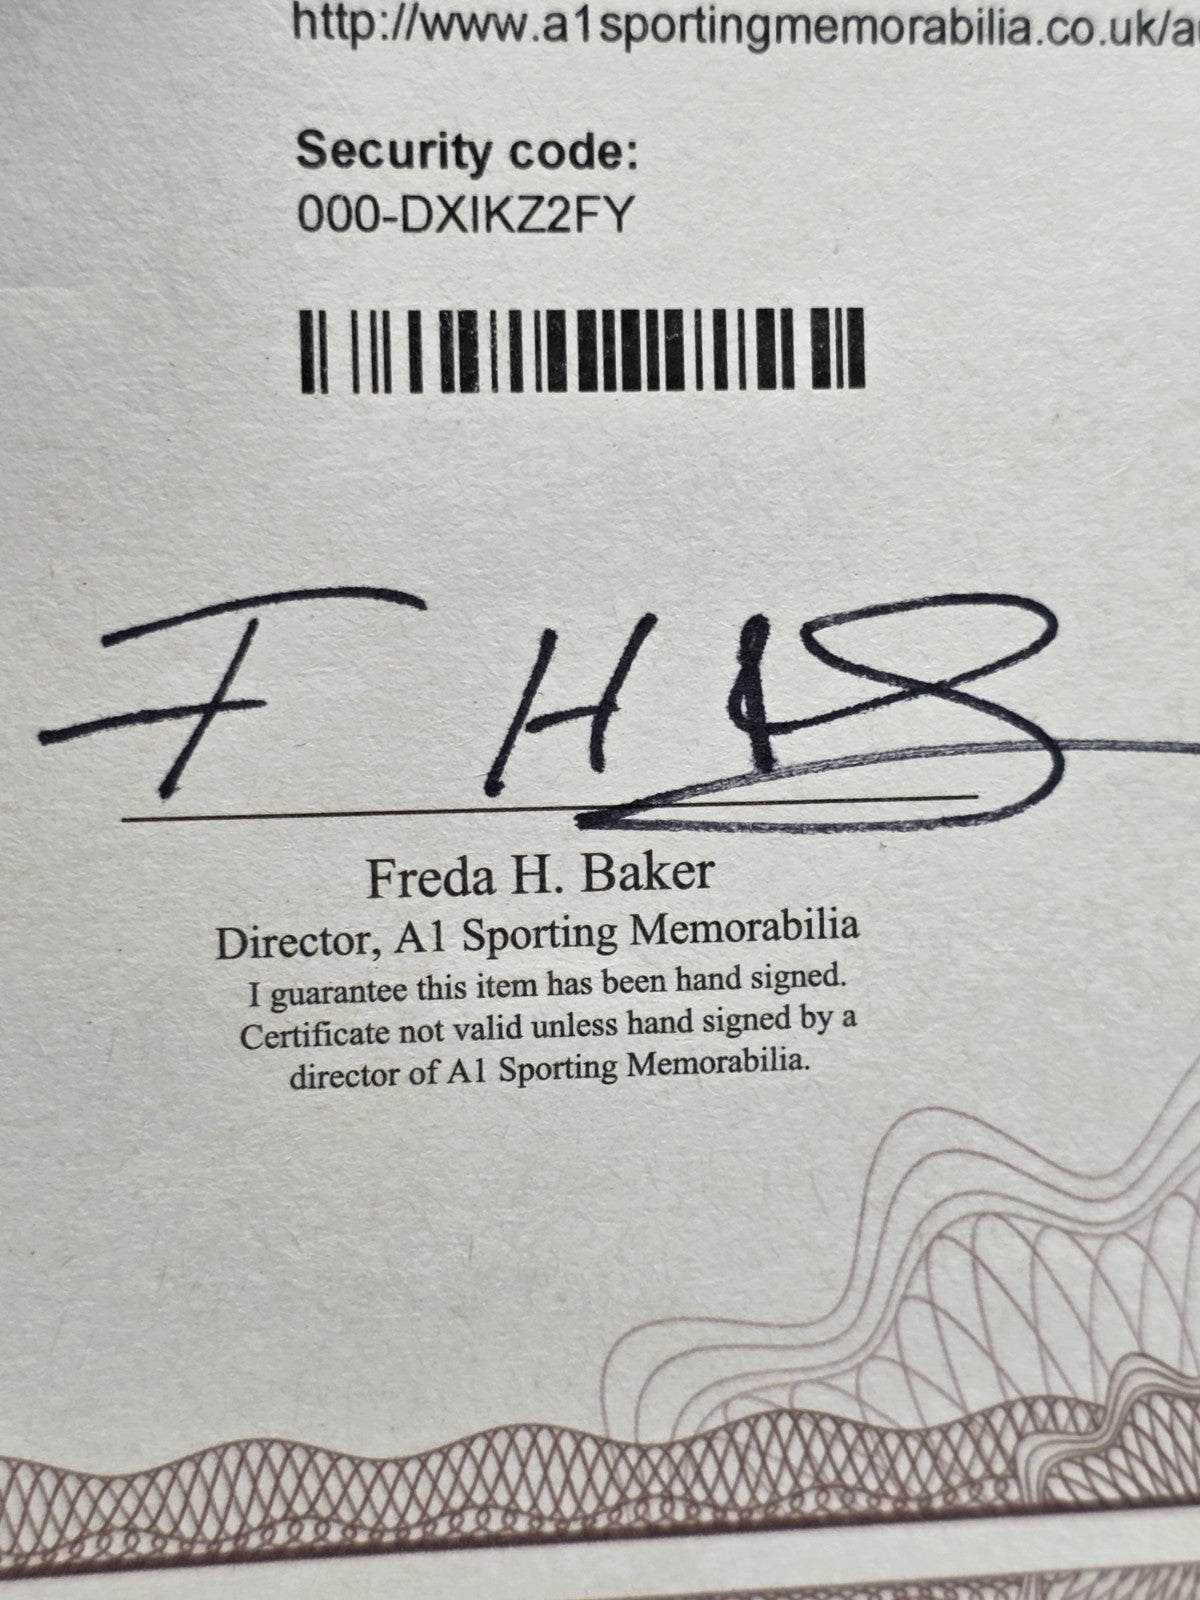 http://www.a1sportingmemorabilia.co.uk/a
Security code:
000-DXIKZ2FY
F H B
Freda H. Baker
Director, A1 Sporting Memorabilia
I guarantee this item has been hand signed.
Certificate not valid unless hand signed by a
director of A1 Sporting Memorabilia.